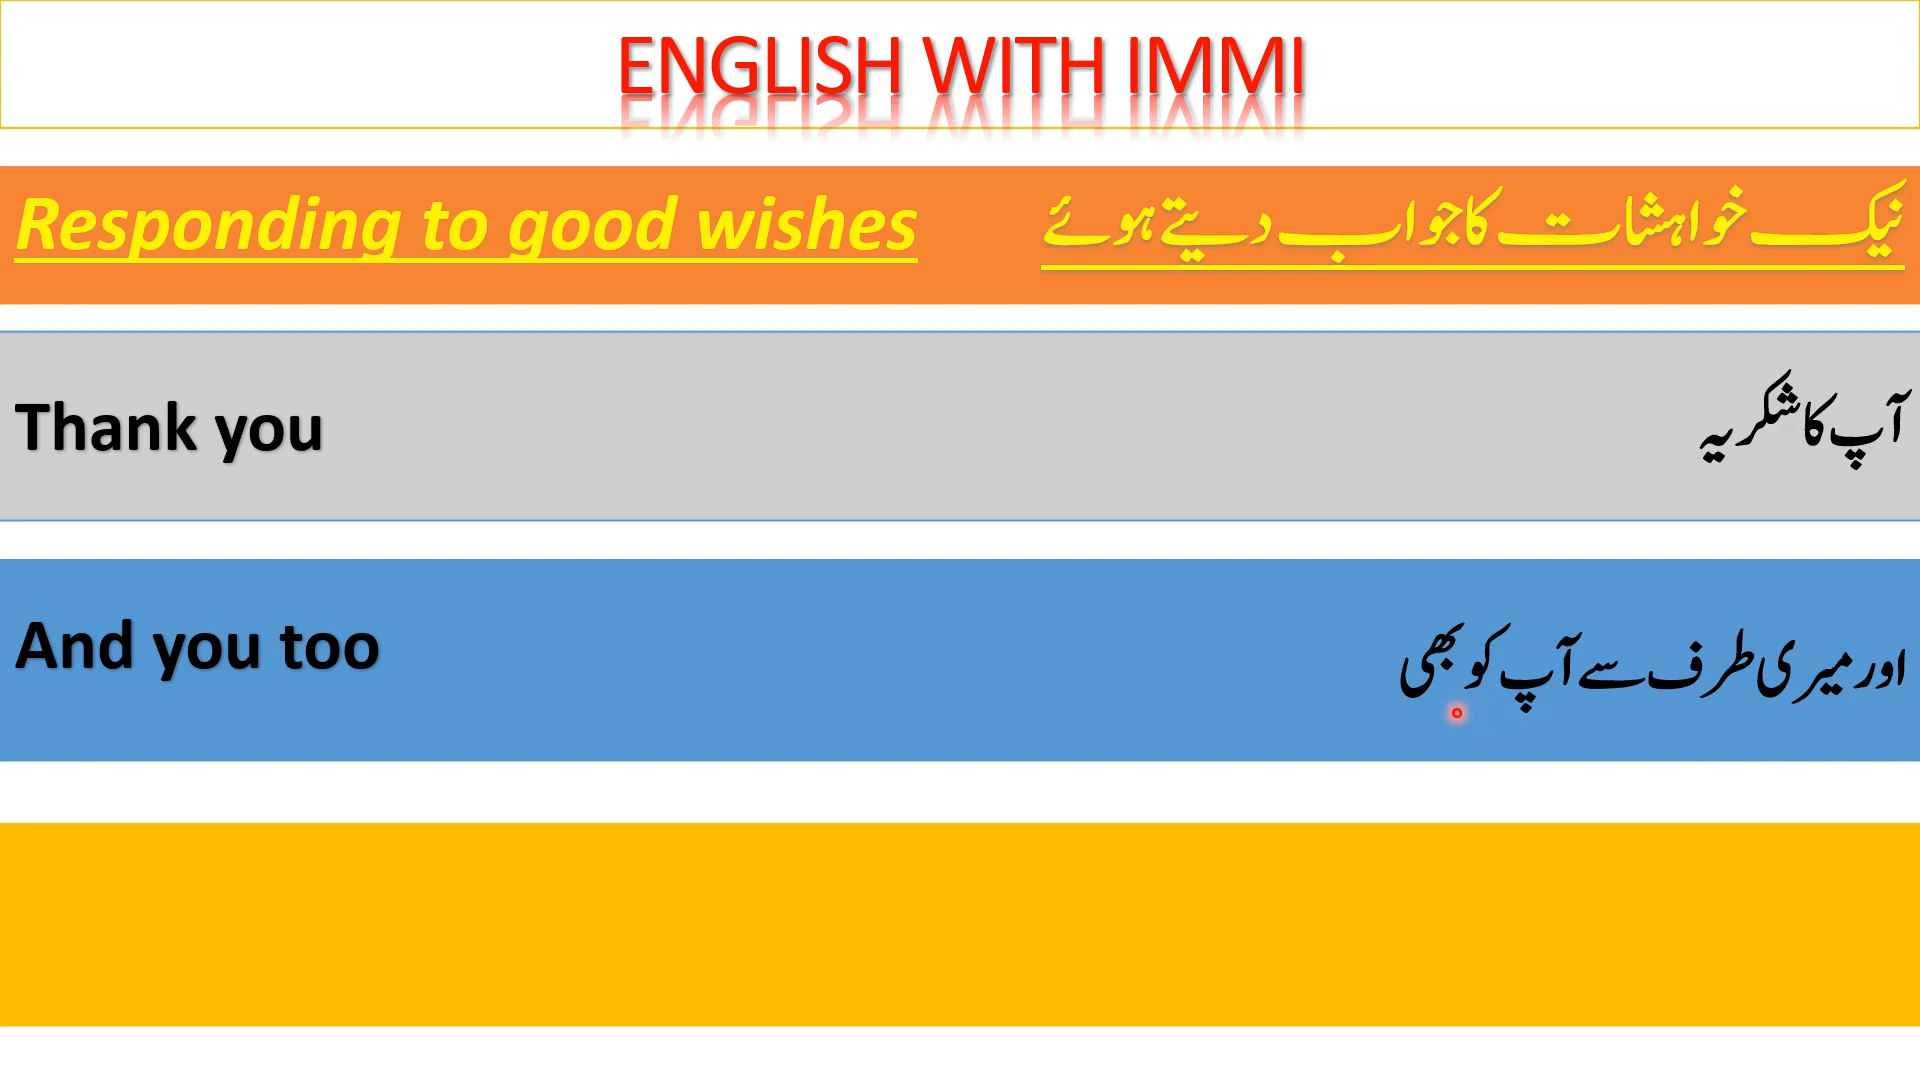 ENGLISH WITH IMMI
Responding to good wishes نیک خواہشات کا جواب دیتے ہوئے
Thank you آپ کا شکریہ
And you too اور میری طرف سے آپ کو بھی